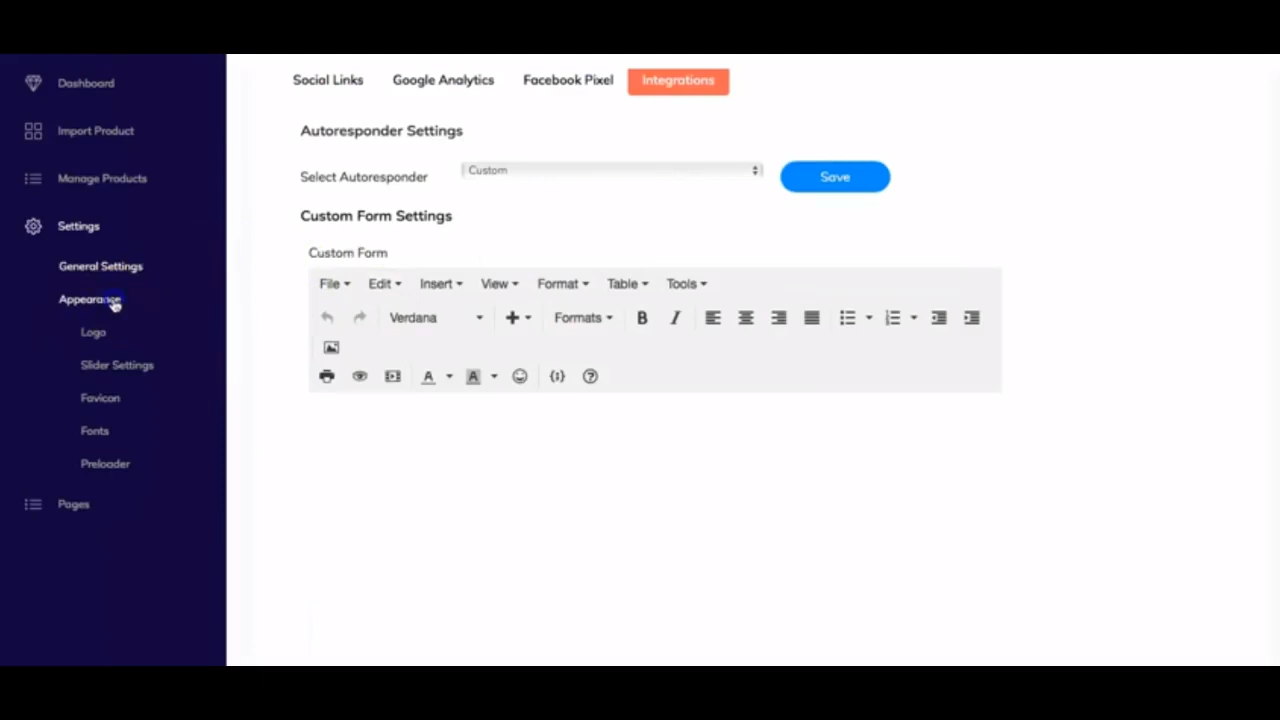 Dashboard
Import Product
Manage Products
Settings
General Settings
Appearance
Logo
Slider Settings
Favicon
Fonts
Preloader
Pages
Social Links Google Analytics Facebook Pixel Integrations
Autoresponder Settings
Select Autoresponder Custom Save
Custom Form Settings
Custom Form
File Edit Insert View Format Table Tools
Verdana Formats B I
A A